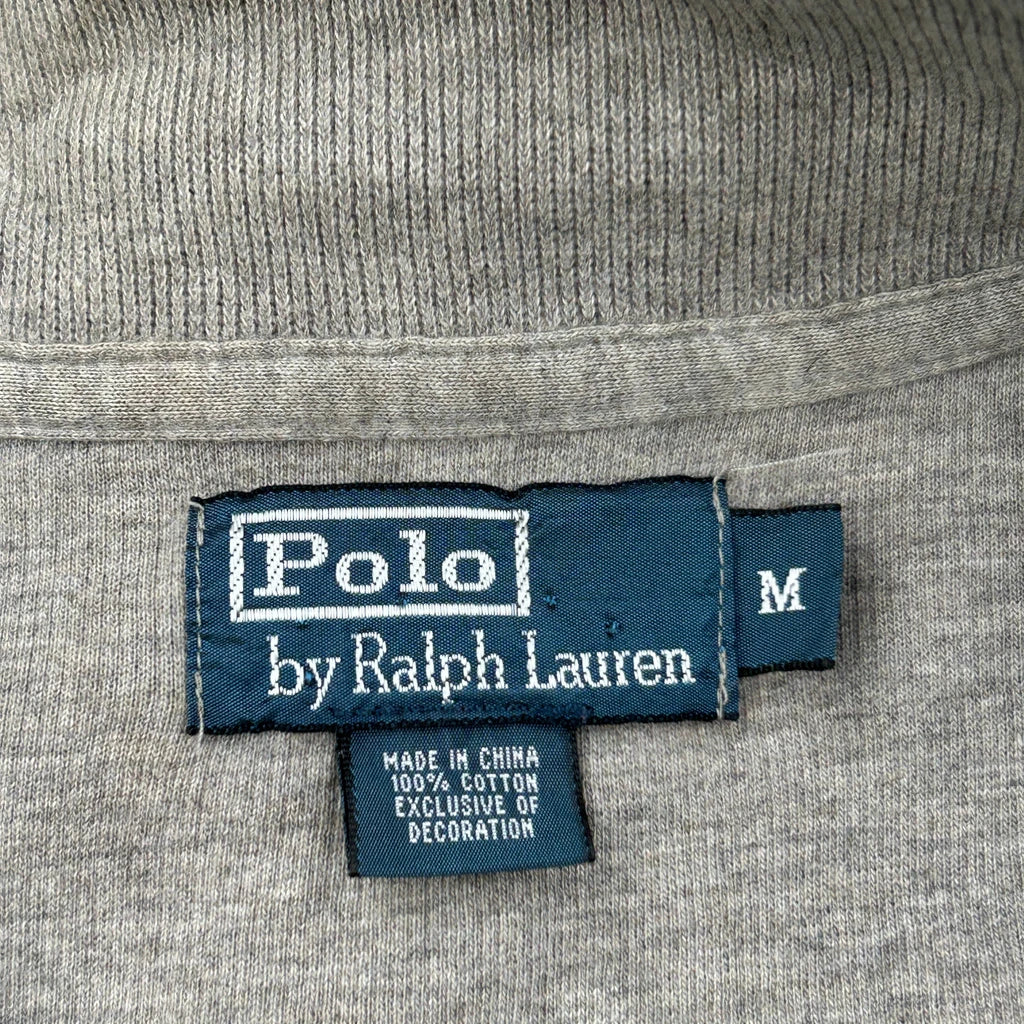 Polo
by Ralph Lauren
M
MADE IN CHINA
100% COTTON
EXCLUSIVE OF
DECORATION